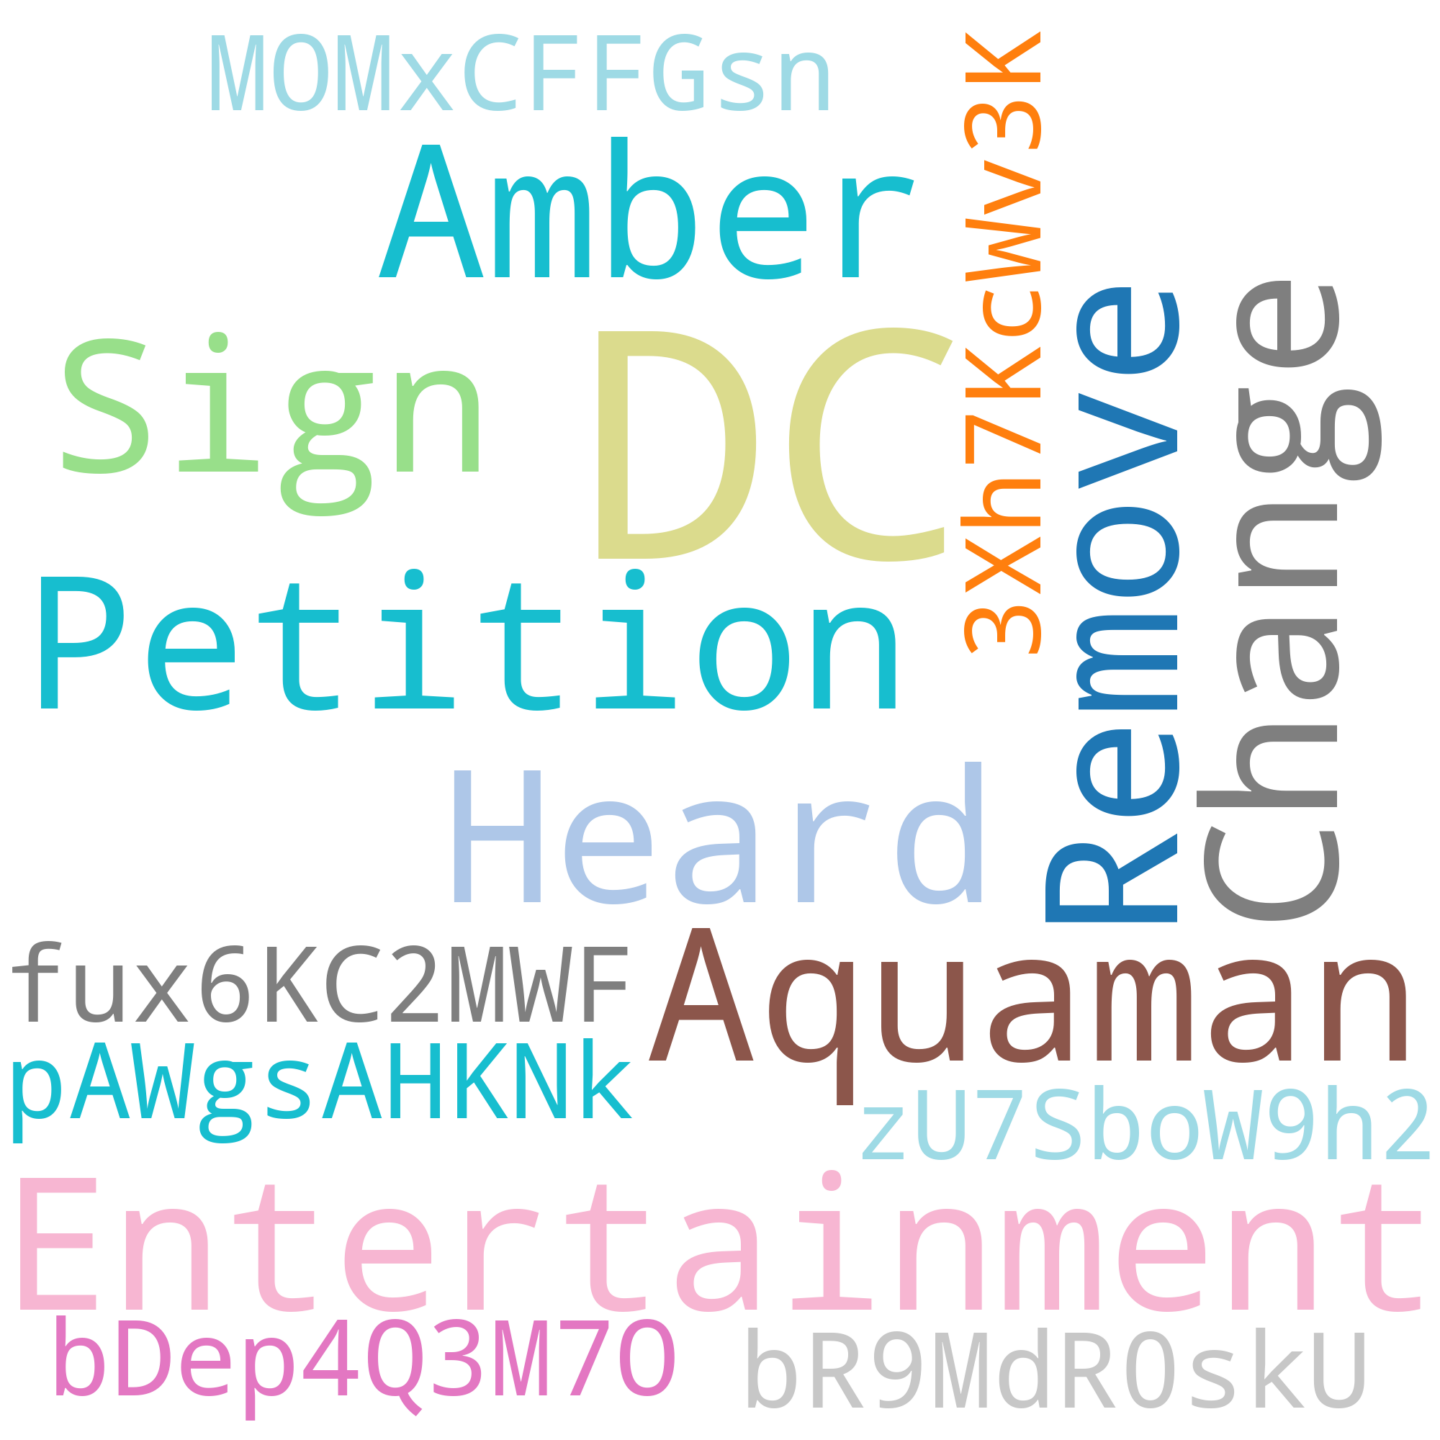 MOMxCFFGsn
Amber
3Xh7KcWv3K
Sign
DC
Remove
Change
Petition
Heard
fux6KC2MWF
Aquaman
pAWgsAHKNk
zU7SboW9h2
Entertainment
bDep4Q3M7O
bR9MdR0skU